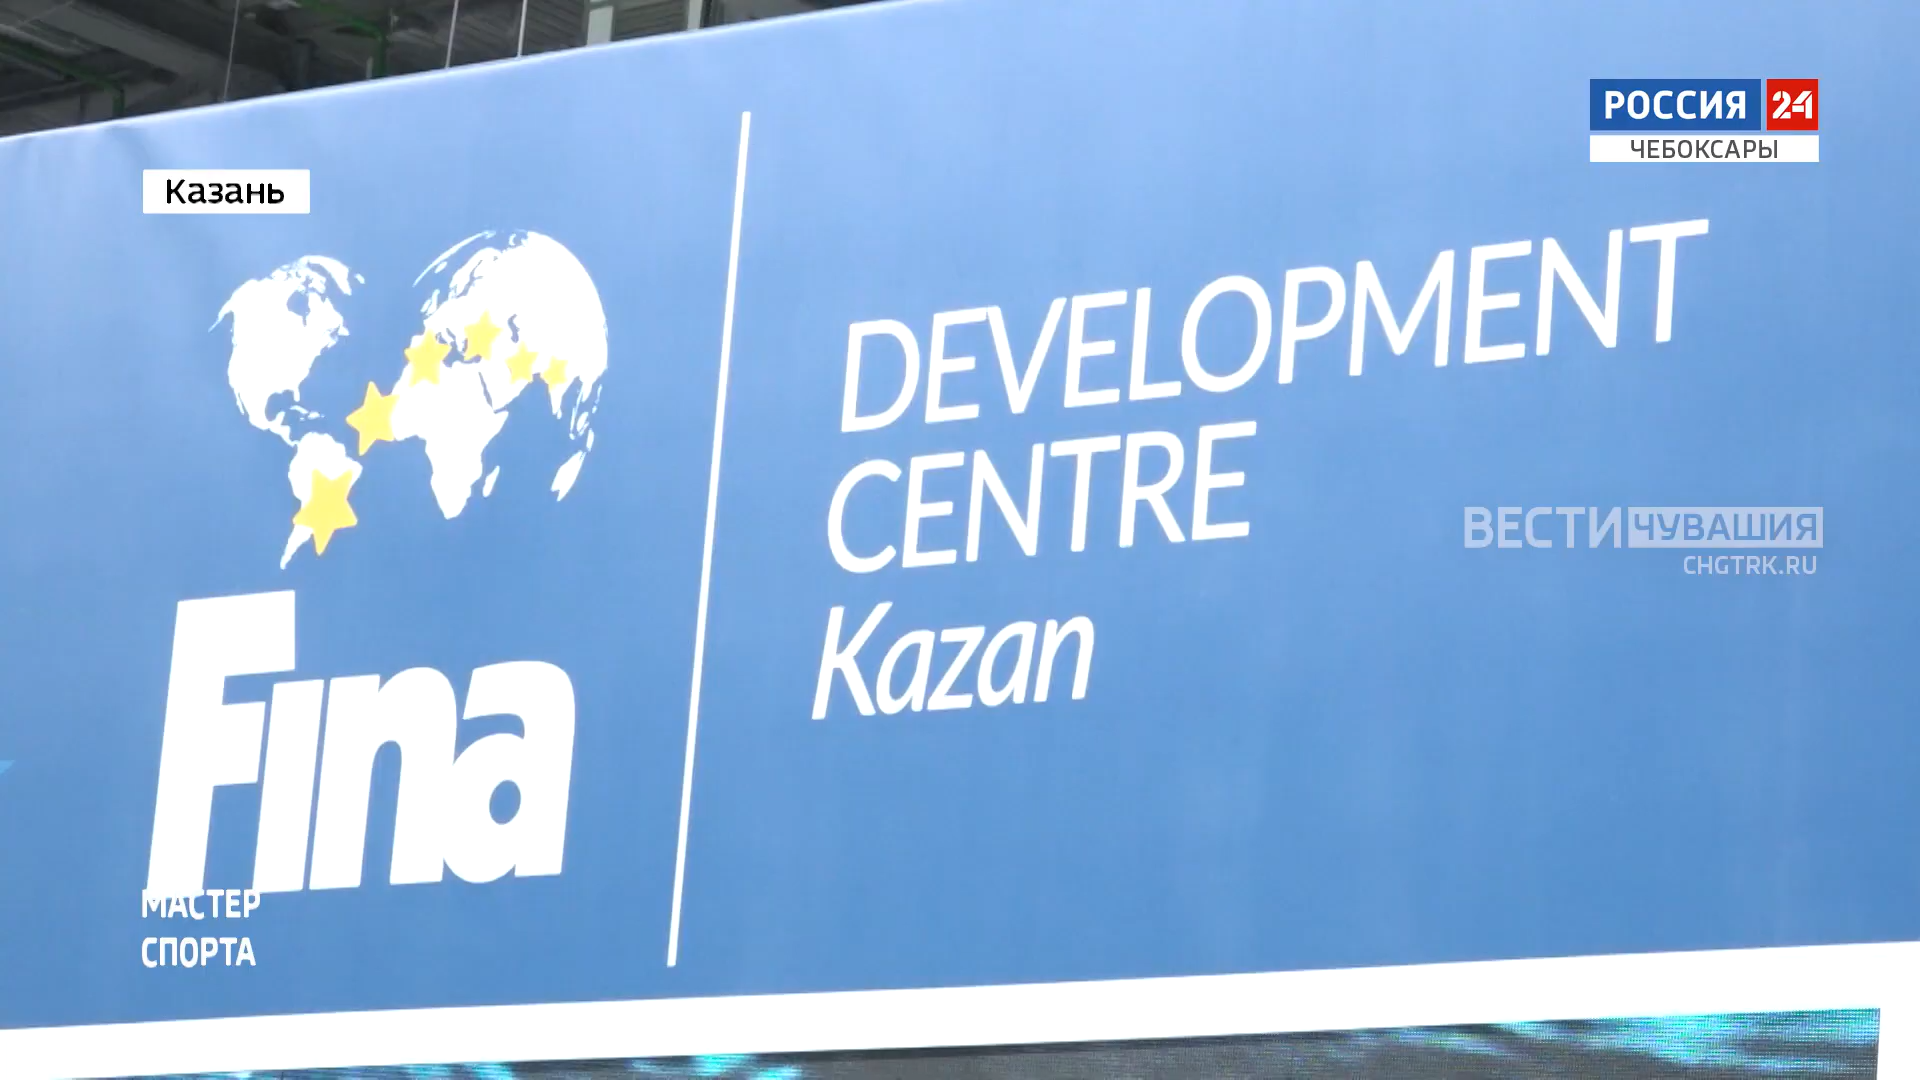 РОССИЯ 24
ЧЕБОКСАРЫ
Казань
DEVELOPMENT
CENTRE
Kazan
ВЕСТИ ЧУВАШИЯ
CHGTRK.RU
Fina
МАСТЕР
СПОРТА